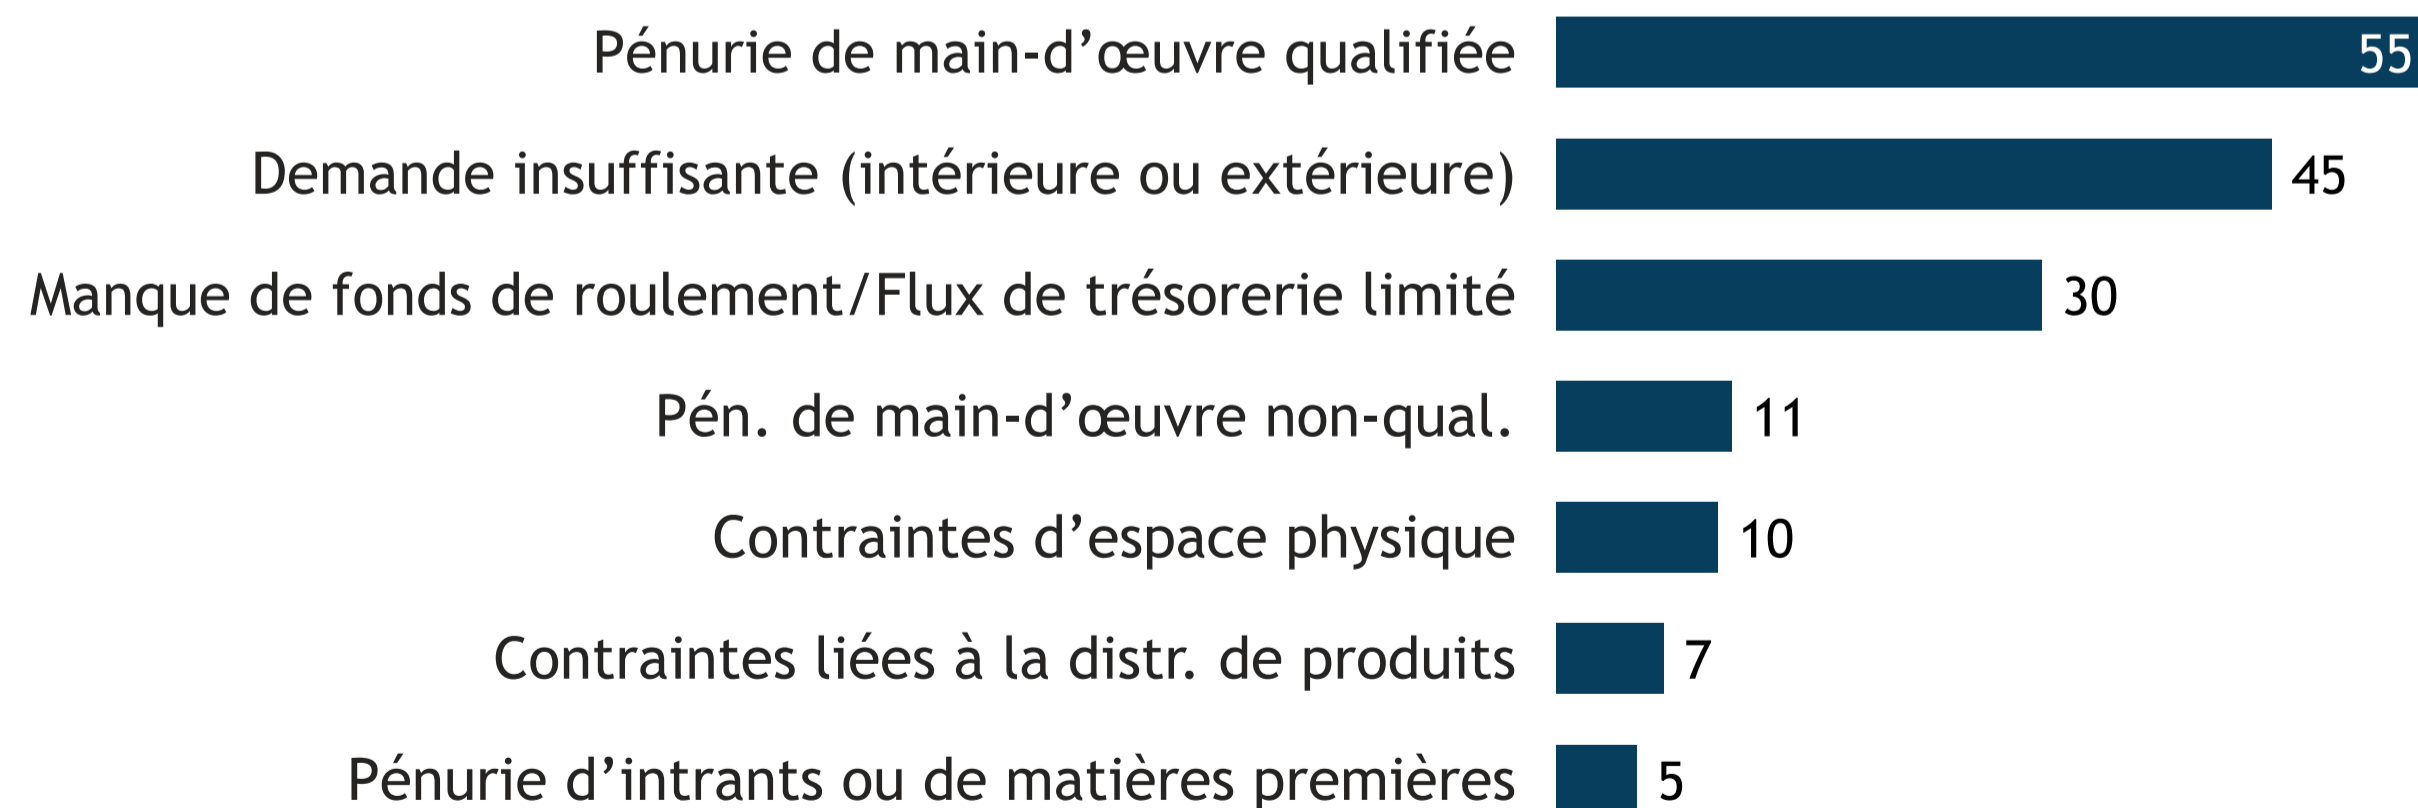 Pénurie de main-d’œuvre qualifiée 55
Demande insuffisante (intérieure ou extérieure) 45
Manque de fonds de roulement/Flux de trésorerie limité 30
Pén. de main-d’œuvre non-qual. 11
Contraintes d’espace physique 10
Contraintes liées à la distr. de produits 7
Pénurie d’intrants ou de matières premières 5